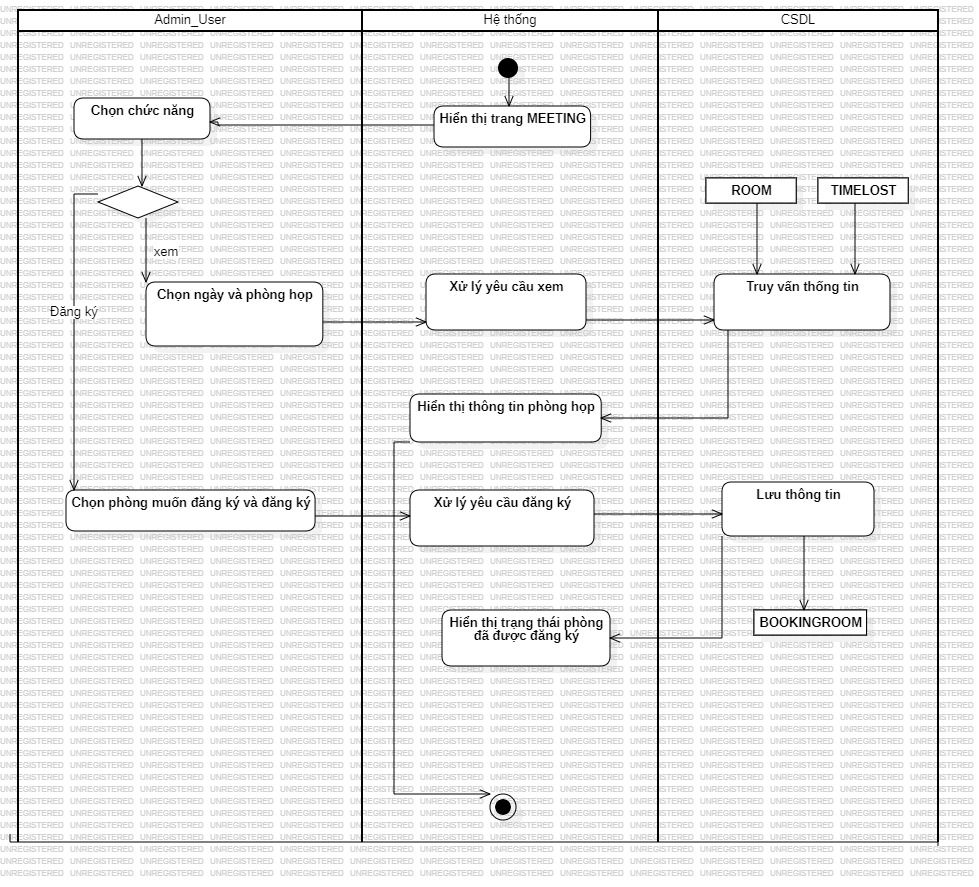 Admin_User
Hệ thống
CSDL
Chọn chức năng
Hiển thị trang MEETING
ROOM
TIMELOST
xem
Chọn ngày và phòng họp
Xử lý yêu cầu xem
Truy vấn thống tin
Đăng ký
Hiển thị thông tin phòng họp
Chọn phòng muốn đăng ký và đăng ký
Xử lý yêu cầu đăng ký
Lưu thông tin
Hiển thị trạng thái phòng
đã được đăng ký
BOOKINGROOM
UNREGISTERED